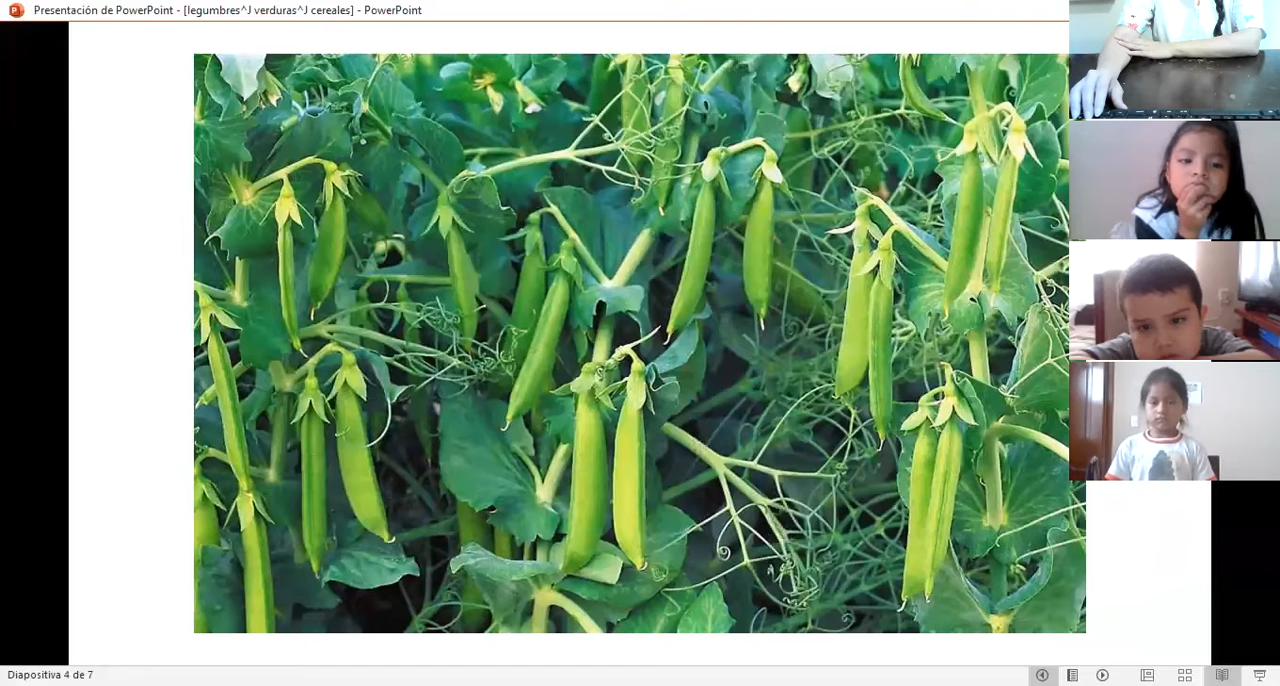 Presentación de PowerPoint - [legumbres^J verduras^J cereales] - PowerPoint
Diapositiva 4 de 7